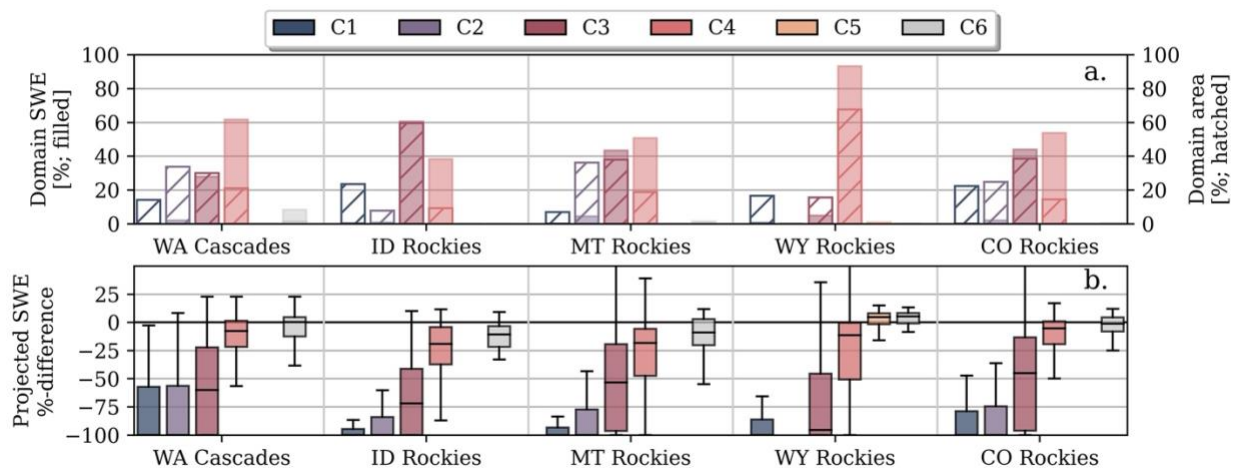 C1 C2 C3 C4 C5 C6
a.
Domain SWE
[%; filled]
100
80
60
40
20
0
100
80
60
40
20
0
Domain area
[%; hatched]
WA Cascades ID Rockies MT Rockies WY Rockies CO Rockies
b.
Projected SWE
%-difference
25
0
−25
−50
−75
−100
WA Cascades ID Rockies MT Rockies WY Rockies CO Rockies